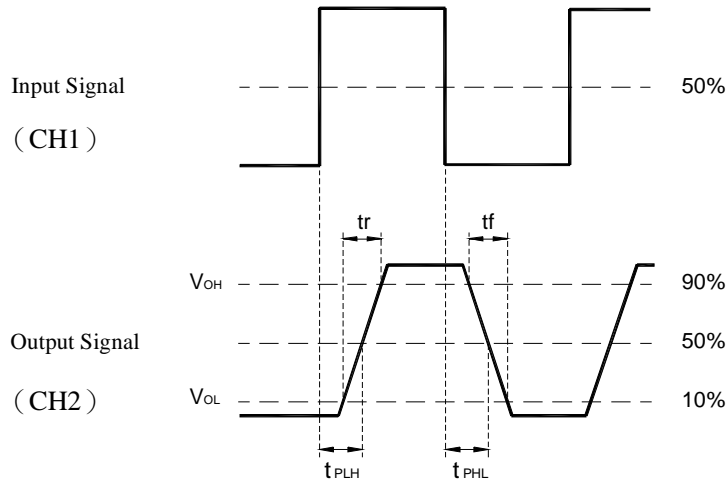 Input Signal
50%
（CH1）
tr
tf
VOH
90%
Output Signal
50%
（CH2）
VOL
10%
tPLH
tPHL